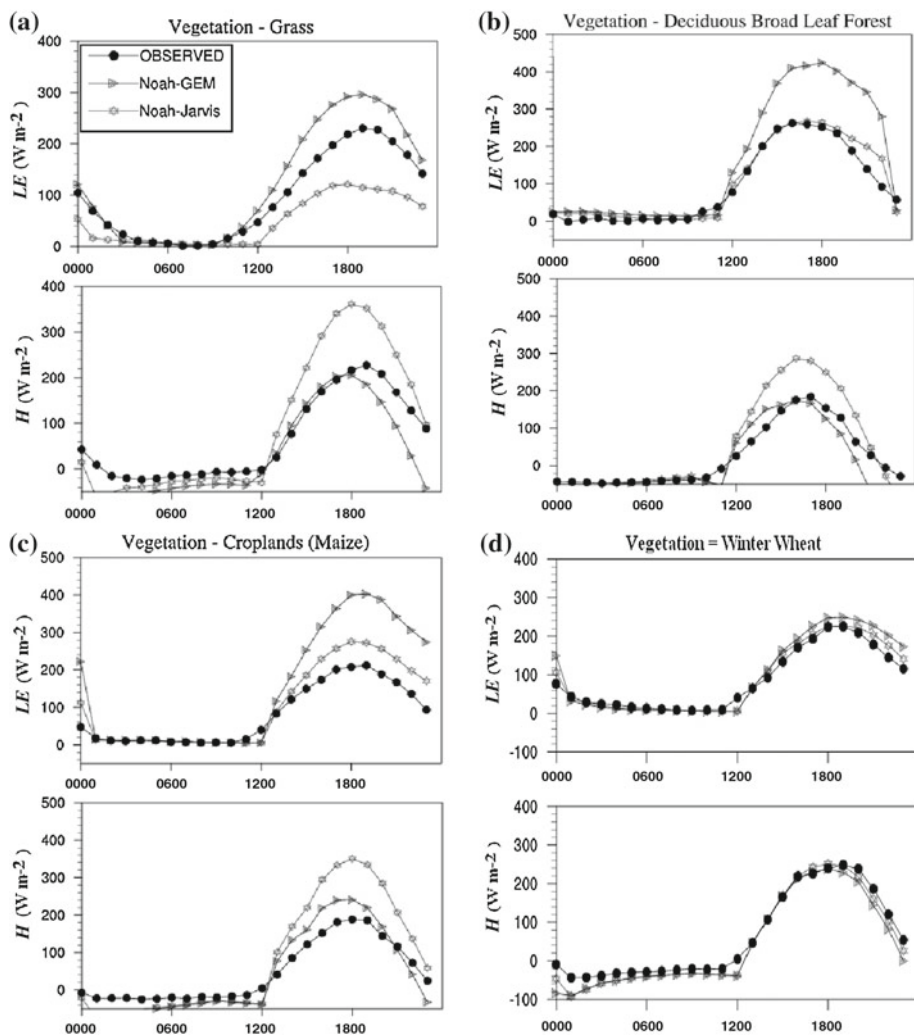 (a) Vegetation - Grass
400
300
200
100
0
LE (W m-2)
OBSERVED
Noah-GEM
Noah-Jarvis
0000 0600 1200 1800
400
300
200
100
0
H (W m-2)
0000 0600 1200 1800
(b) Vegetation - Deciduous Broad Leaf Forest
500
400
300
200
100
0
LE (W m-2)
0000 0600 1200 1800
500
400
300
200
100
0
H (W m-2)
0000 0600 1200 1800
(c) Vegetation - Croplands (Maize)
500
400
300
200
100
0
LE (W m-2)
0000 0600 1200 1800
500
400
300
200
100
0
H (W m-2)
0000 0600 1200 1800
(d) Vegetation = Winter Wheat
400
300
200
100
0
-100
LE (W m-2)
0000 0600 1200 1800
400
300
200
100
0
-100
H (W m-2)
0000 0600 1200 1800